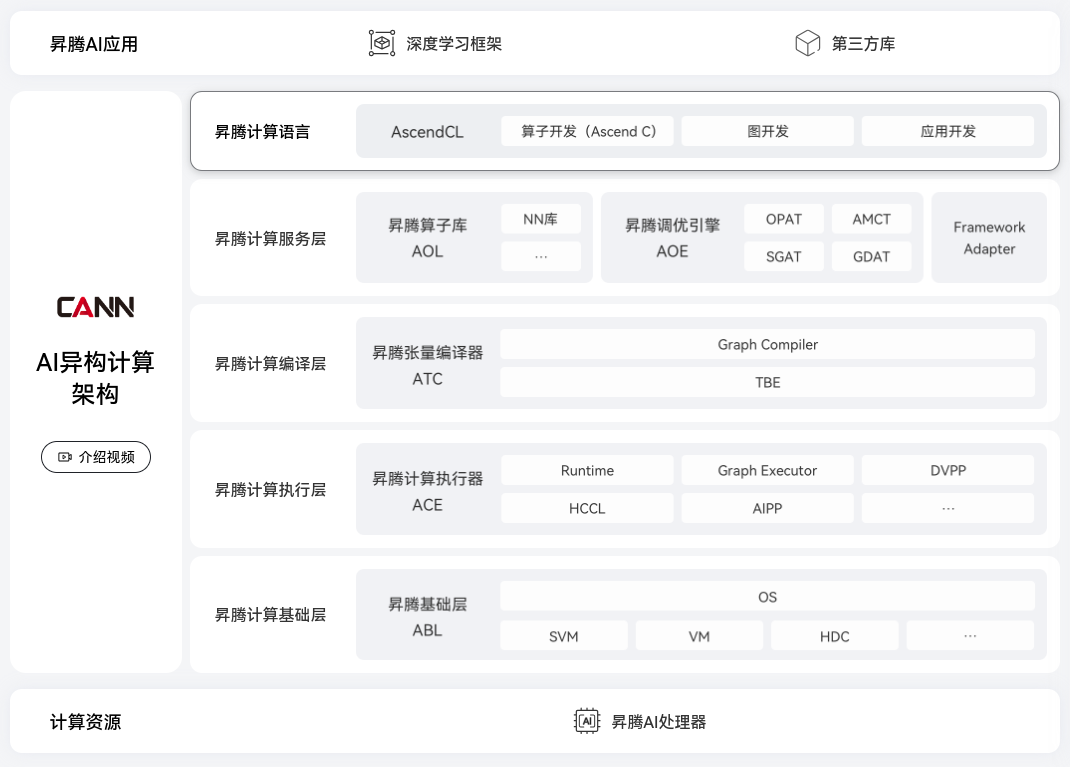 昇腾AI应用
深度学习框架
第三方库
CANN
AI异构计算
架构
介绍视频
昇腾计算语言
AscendCL
算子开发（Ascend C）
图开发
应用开发
昇腾计算服务层
昇腾算子库
AOL
NN库
...
昇腾调优引擎
AOE
OPAT
AMCT
SGAT
GDAT
Framework
Adapter
昇腾计算编译层
昇腾张量编译器
ATC
Graph Compiler
TBE
昇腾计算执行层
昇腾计算执行器
ACE
Runtime
Graph Executor
DVPP
HCCL
AIPP
...
昇腾计算基础层
昇腾基础层
ABL
OS
SVM
VM
HDC
...
计算资源
AI
昇腾AI处理器